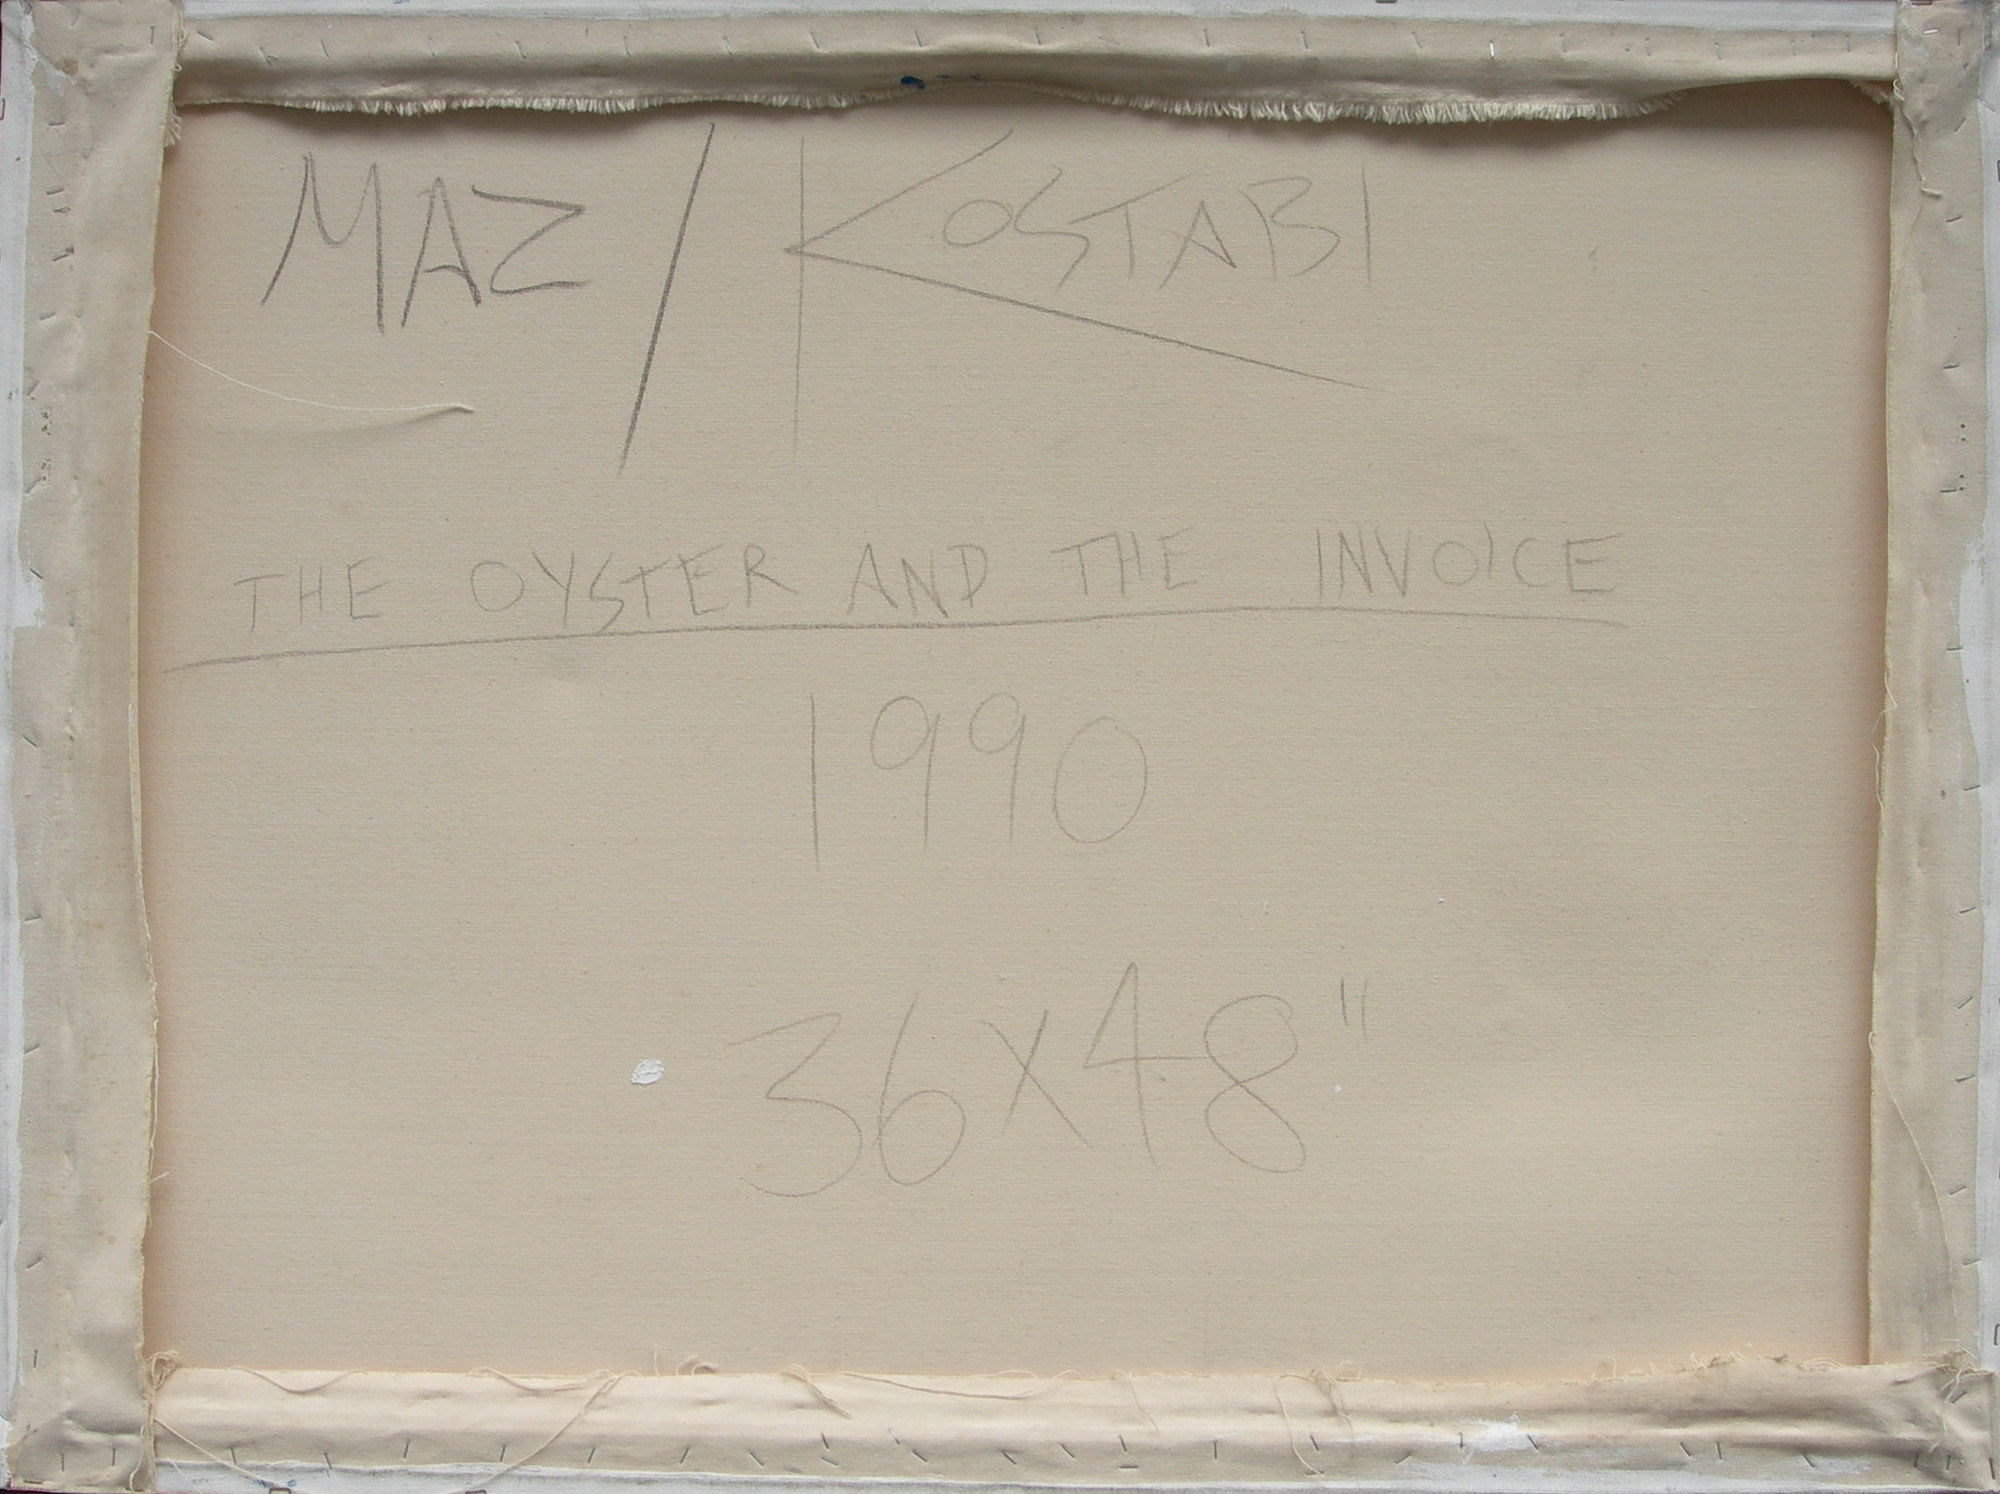 MAZ / KOSTABI
THE OYSTER AND THE INVOICE
1990
36X48"